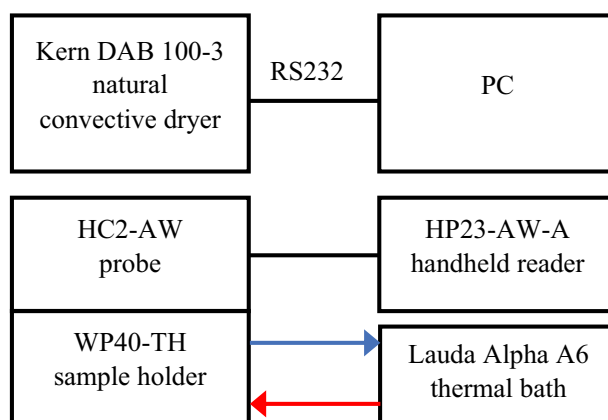 Kern DAB 100-3
natural
convective dryer
RS232
PC
HC2-AW
probe
HP23-AW-A
handheld reader
WP40-TH
sample holder
Lauda Alpha A6
thermal bath